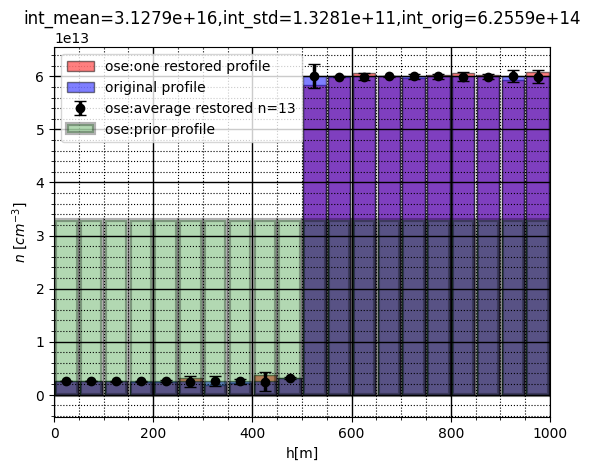 int_mean=3.1279e+16,int_std=1.3281e+11,int_orig=6.2559e+14
1e13
ose:one restored profile
original profile
ose:average restored n=13
ose:prior profile
6
5
4
3
2
1
0
n [cm⁻³]
0 200 400 600 800 1000
h[m]